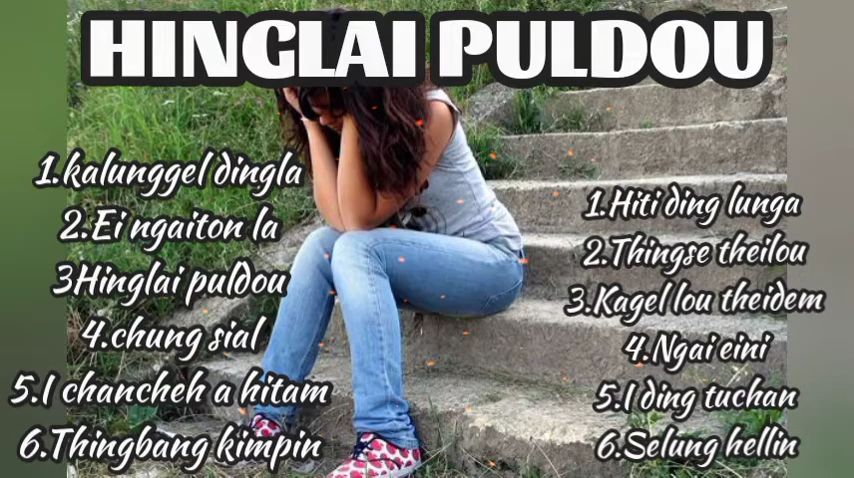 HINGLAI PULDOU
1.kalunggel dingla
2.Ei ngaiton la
3Hinglai puldou
4.chung sial
5.I chancheh a hitam
6.Thingbang kimpin
1.Hiti ding lunga
2.Thingse theilou
3.Kagel lou theidem
4.Ngai eini
5.I ding tuchan
6.Selung hellin